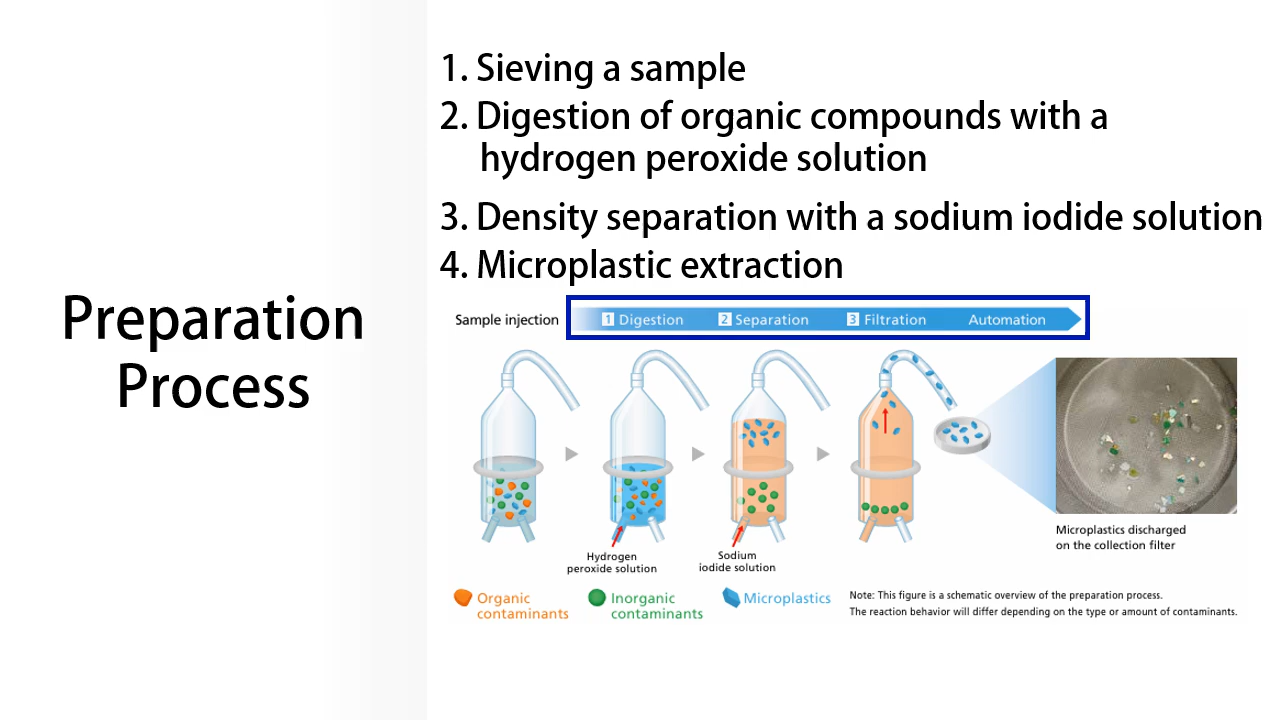 Preparation
Process
1. Sieving a sample
2. Digestion of organic compounds with a
hydrogen peroxide solution
3. Density separation with a sodium iodide solution
4. Microplastic extraction
Sample injection
1 Digestion
2 Separation
3 Filtration
Automation
Hydrogen
peroxide solution
Sodium
iodide solution
Microplastics discharged
on the collection filter
Organic
contaminants
Inorganic
contaminants
Microplastics
Note: This figure is a schematic overview of the preparation process.
The reaction behavior will differ depending on the type or amount of contaminants.